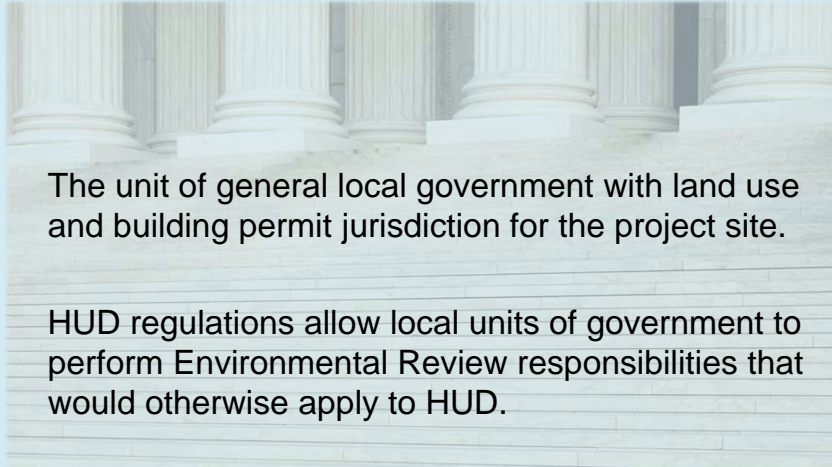 The unit of general local government with land use
and building permit jurisdiction for the project site.
HUD regulations allow local units of government to
perform Environmental Review responsibilities that
would otherwise apply to HUD.